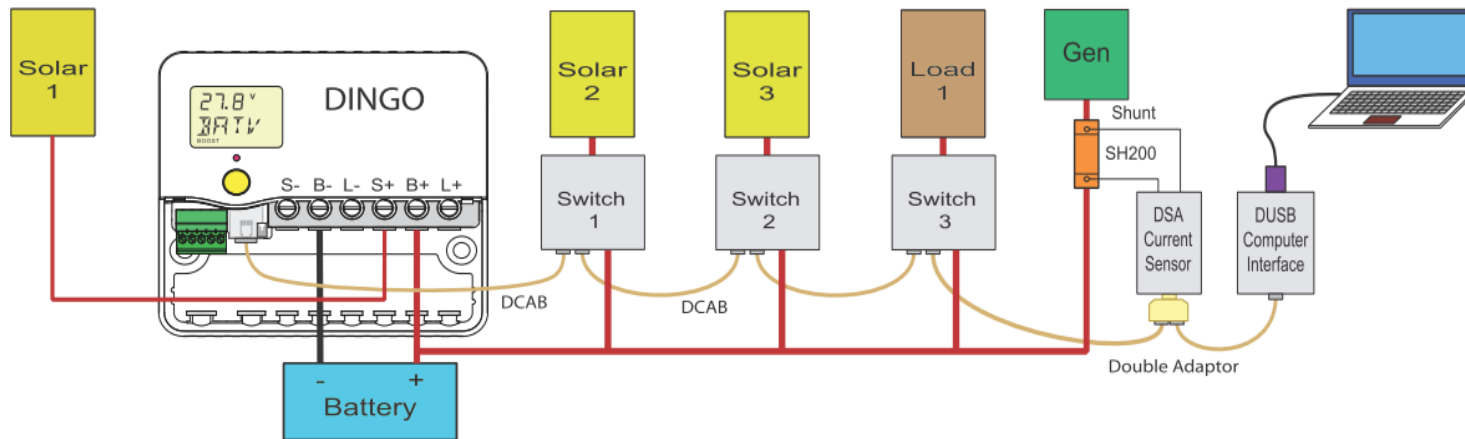 Solar
1
27.8 V
BATV
BOOST
DINGO
S- B- L- S+ B+ L+
Solar
2
Solar
3
Load
1
Gen
Shunt
SH200
Switch
1
Switch
2
Switch
3
DSA
Current
Sensor
DUSB
Computer
Interface
DCAB
DCAB
Double Adaptor
- +
Battery